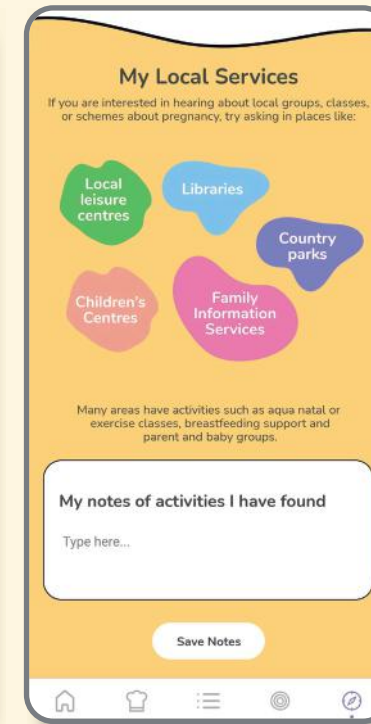 My Local Services
If you are interested in hearing about local groups, classes,
or schemes about pregnancy, try asking in places like:
Local
leisure
centres
Libraries
Country
parks
Children's
Centres
Family
Information
Services
Many areas have activities such as aqua natal or
exercise classes, breastfeeding support and
parent and baby groups.
My notes of activities I have found
Type here...
Save Notes